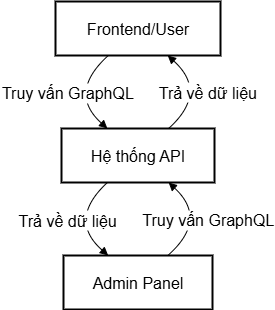 Frontend/User
Truy vấn GraphQL
Trả về dữ liệu
Hệ thống API
Trả về dữ liệu
Truy vấn GraphQL
Admin Panel